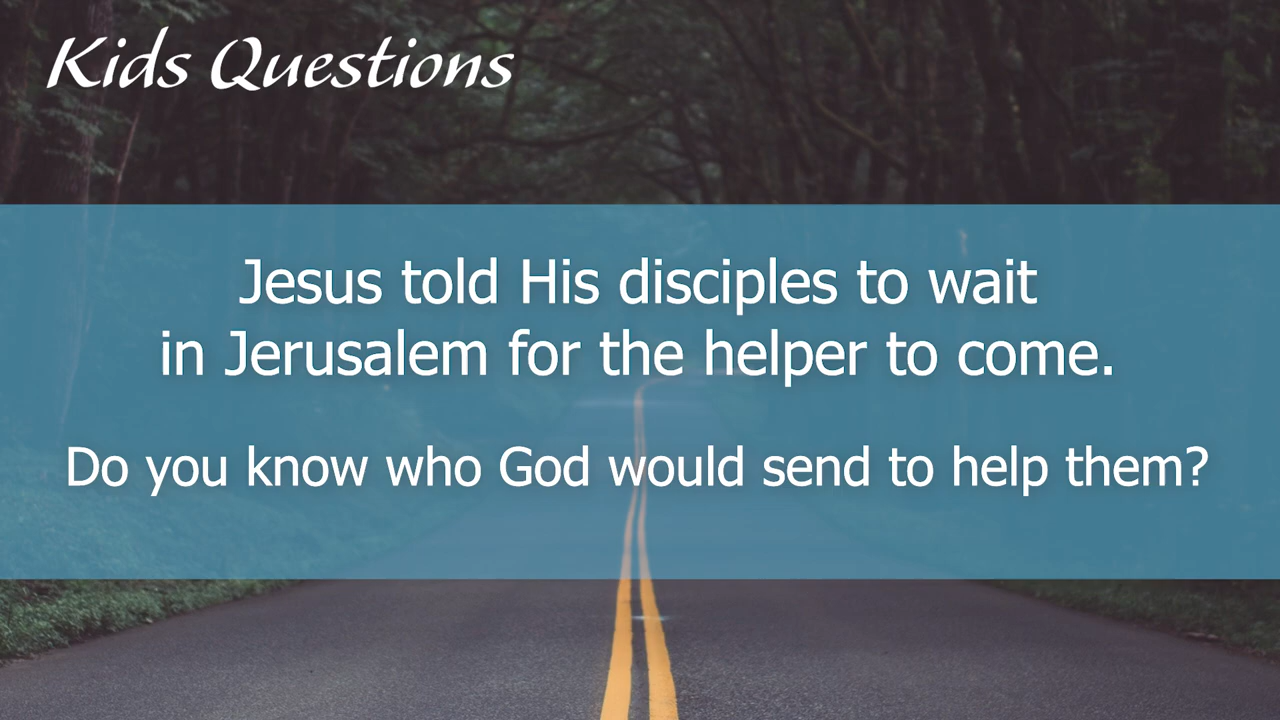 Kids Questions
Jesus told His disciples to wait
in Jerusalem for the helper to come.
Do you know who God would send to help them?